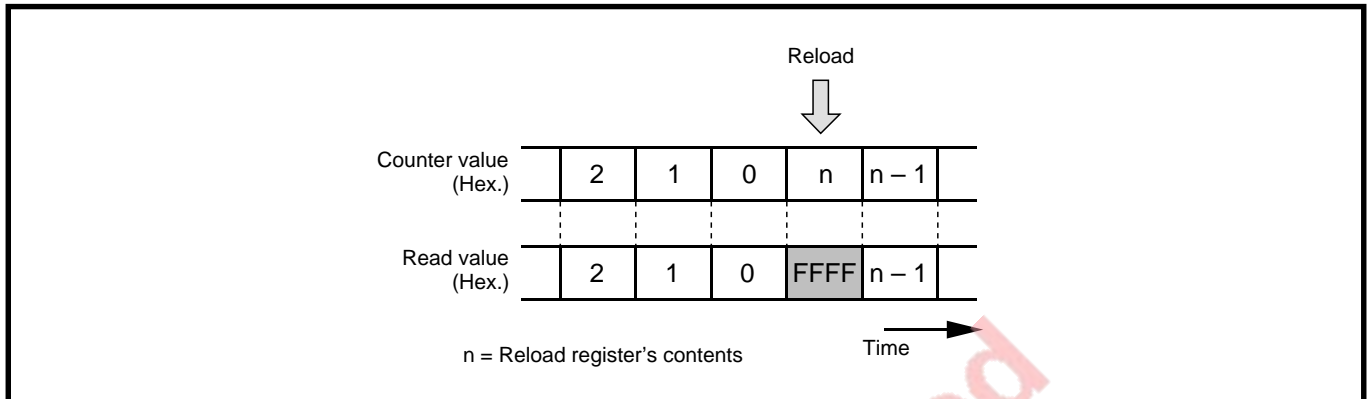 Reload
Counter value
(Hex.)
2 1 0 n n – 1
Read value
(Hex.)
2 1 0 FFFF n – 1
Time
n = Reload register's contents